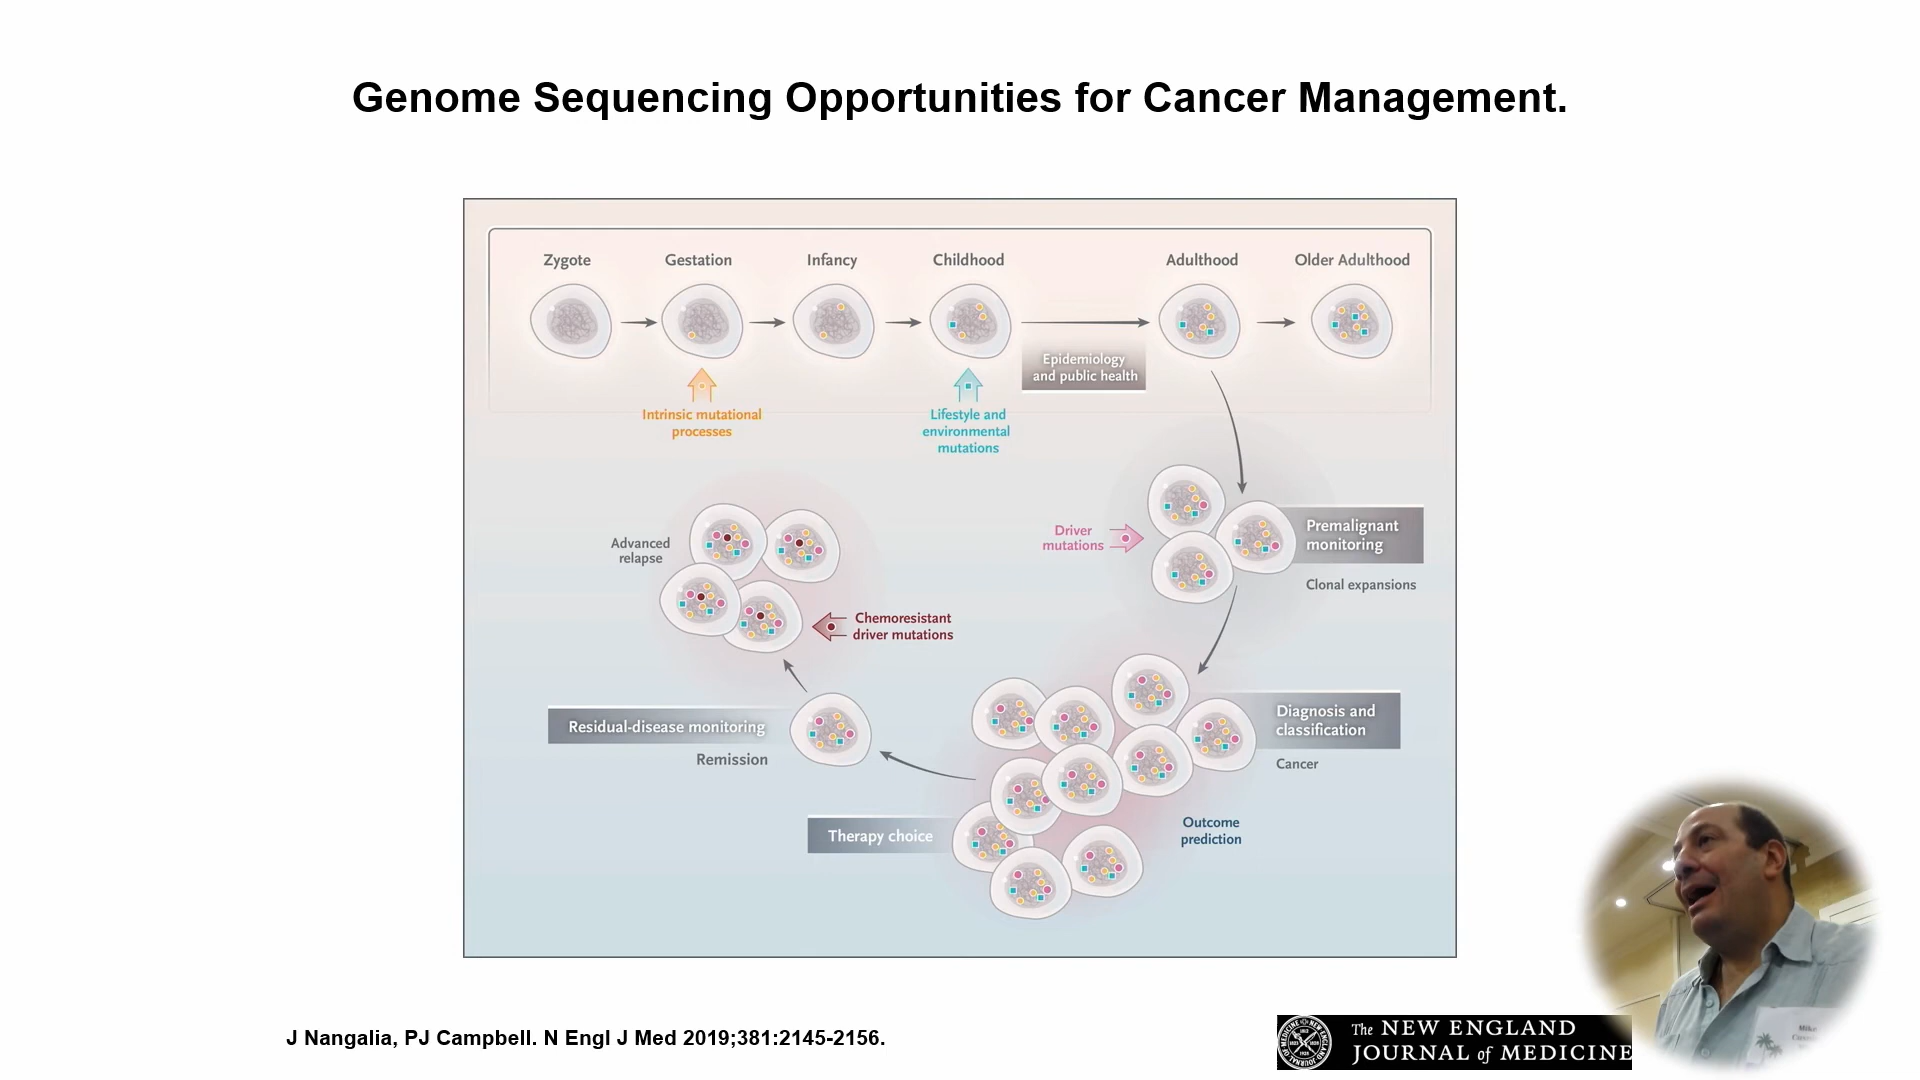 Genome Sequencing Opportunities for Cancer Management.
Zygote
Gestation
Infancy
Childhood
Adulthood
Older Adulthood
Epidemiology
and public health
Intrinsic mutational
processes
Lifestyle and
environmental
mutations
Driver
mutations
Premalignant
monitoring
Clonal expansions
Advanced
relapse
Chemoresistant
driver mutations
Residual-disease monitoring
Remission
Diagnosis and
classification
Cancer
Therapy choice
Outcome
prediction
J Nangalia, PJ Campbell. N Engl J Med 2019;381:2145-2156.
The NEW ENGLAND
JOURNAL of MEDICINE